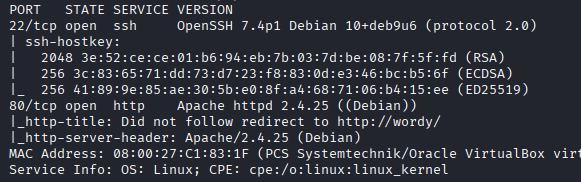 PORT   STATE SERVICE VERSION
22/tcp open  ssh     OpenSSH 7.4p1 Debian 10+deb9u6 (protocol 2.0)
| ssh-hostkey:
|   2048 3e:52:ce:ce:01:b6:94:eb:7b:03:7d:be:08:7f:5f:fd (RSA)
|   256 3c:83:65:71:dd:73:d7:23:f8:83:0d:e3:46:bc:b5:6f (ECDSA)
|_  256 41:89:9e:85:ae:30:5b:e0:8f:a4:68:71:06:b4:15:ee (ED25519)
80/tcp open  http    Apache httpd 2.4.25 ((Debian))
|_http-title: Did not follow redirect to http://wordy/
|_http-server-header: Apache/2.4.25 (Debian)
MAC Address: 08:00:27:C1:83:1F (PCS Systemtechnik/Oracle VirtualBox virt
Service Info: OS: Linux; CPE: cpe:/o:linux:linux_kernel